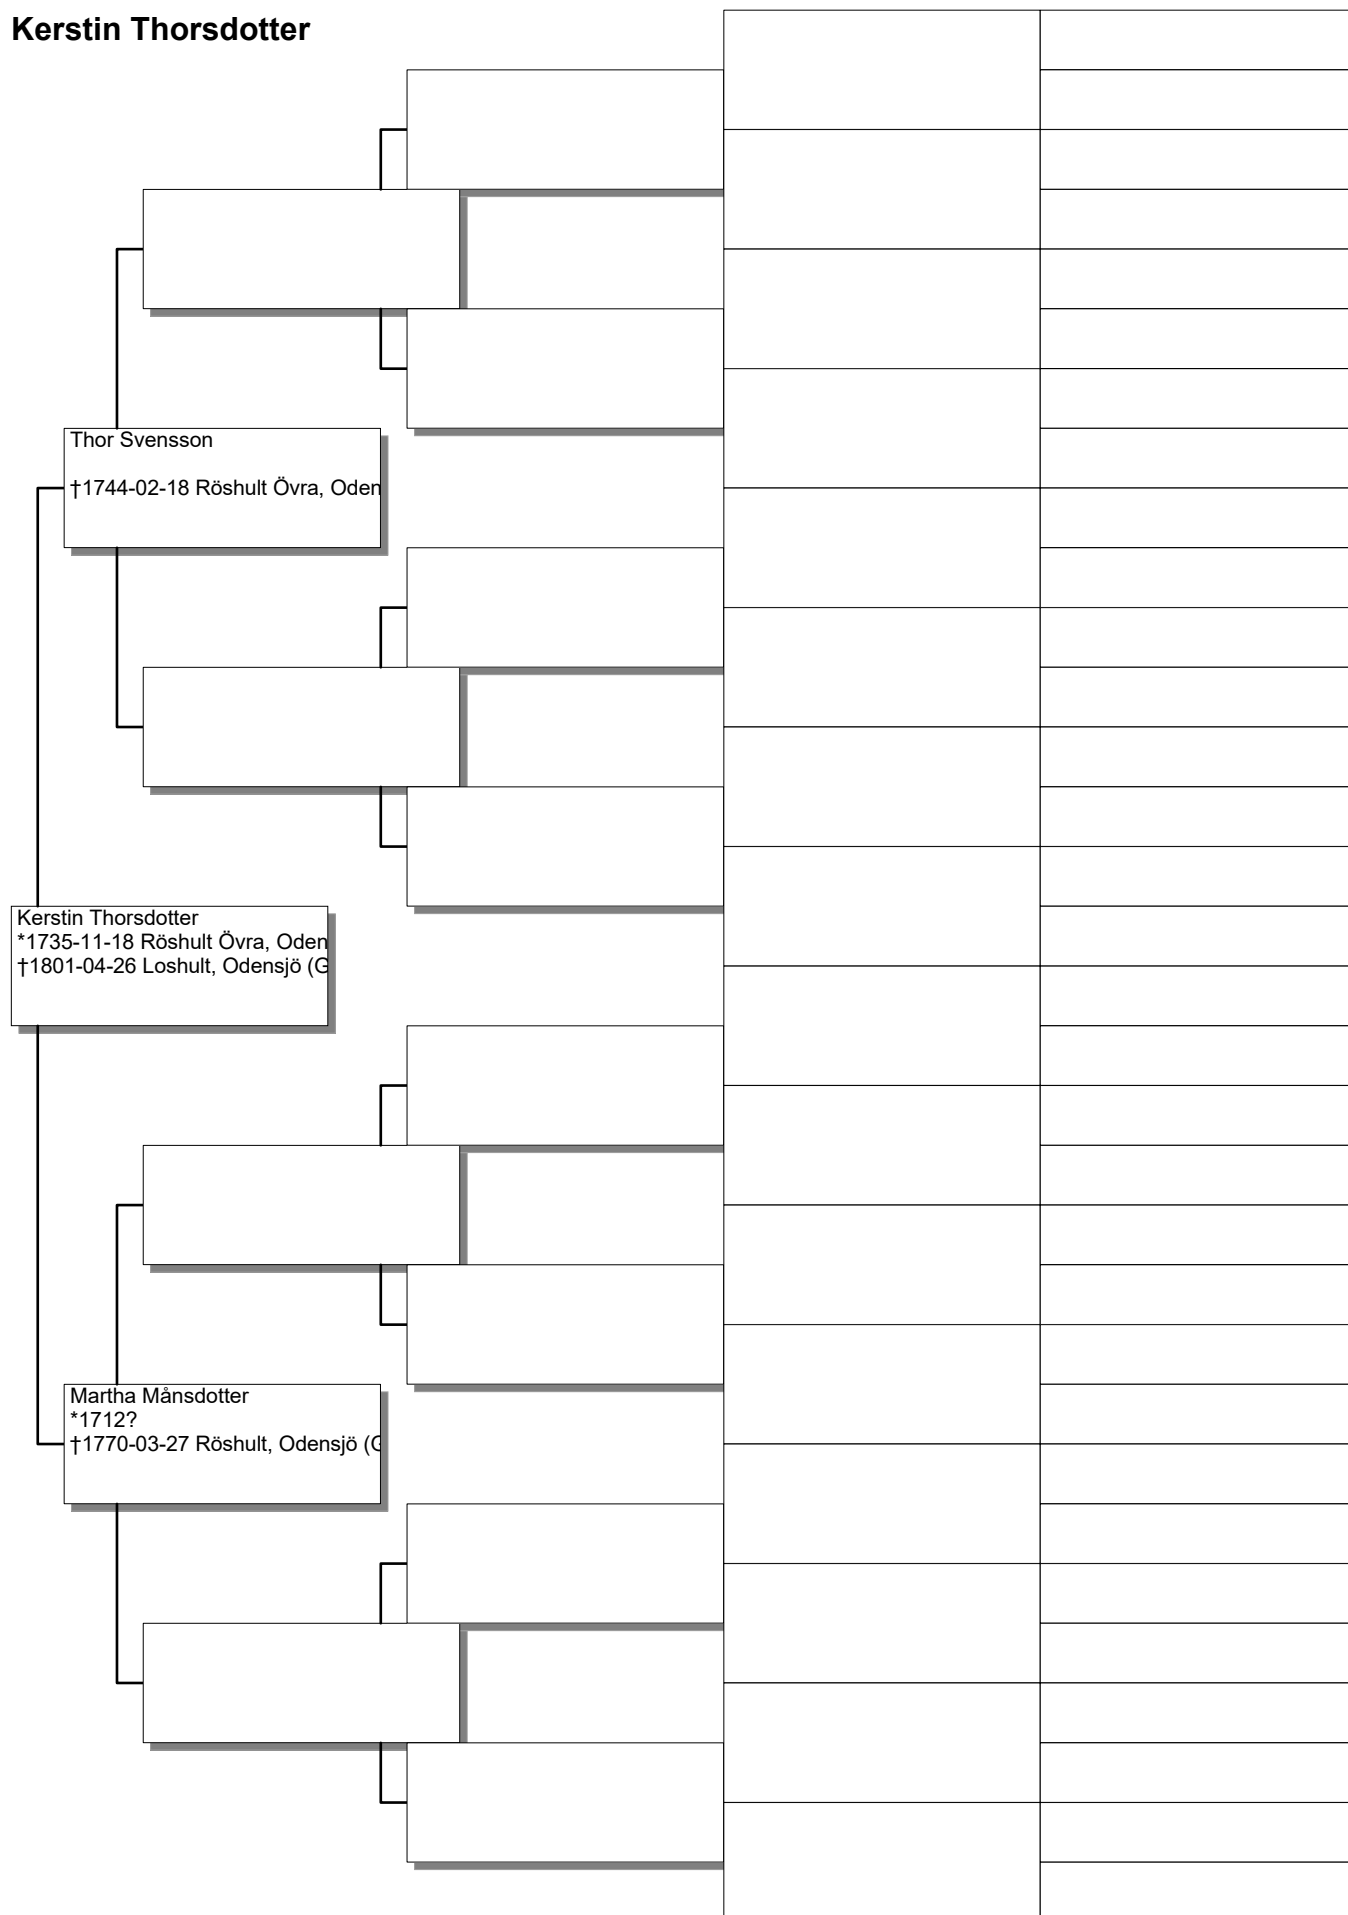 Kerstin Thorsdotter
Thor Svensson
†1744-02-18 Röshult Övra, Oden
Kerstin Thorsdotter
*1735-11-18 Röshult Övra, Oden
†1801-04-26 Loshult, Odensjö (G
Martha Månsdotter
*1712?
†1770-03-27 Röshult, Odensjö (G